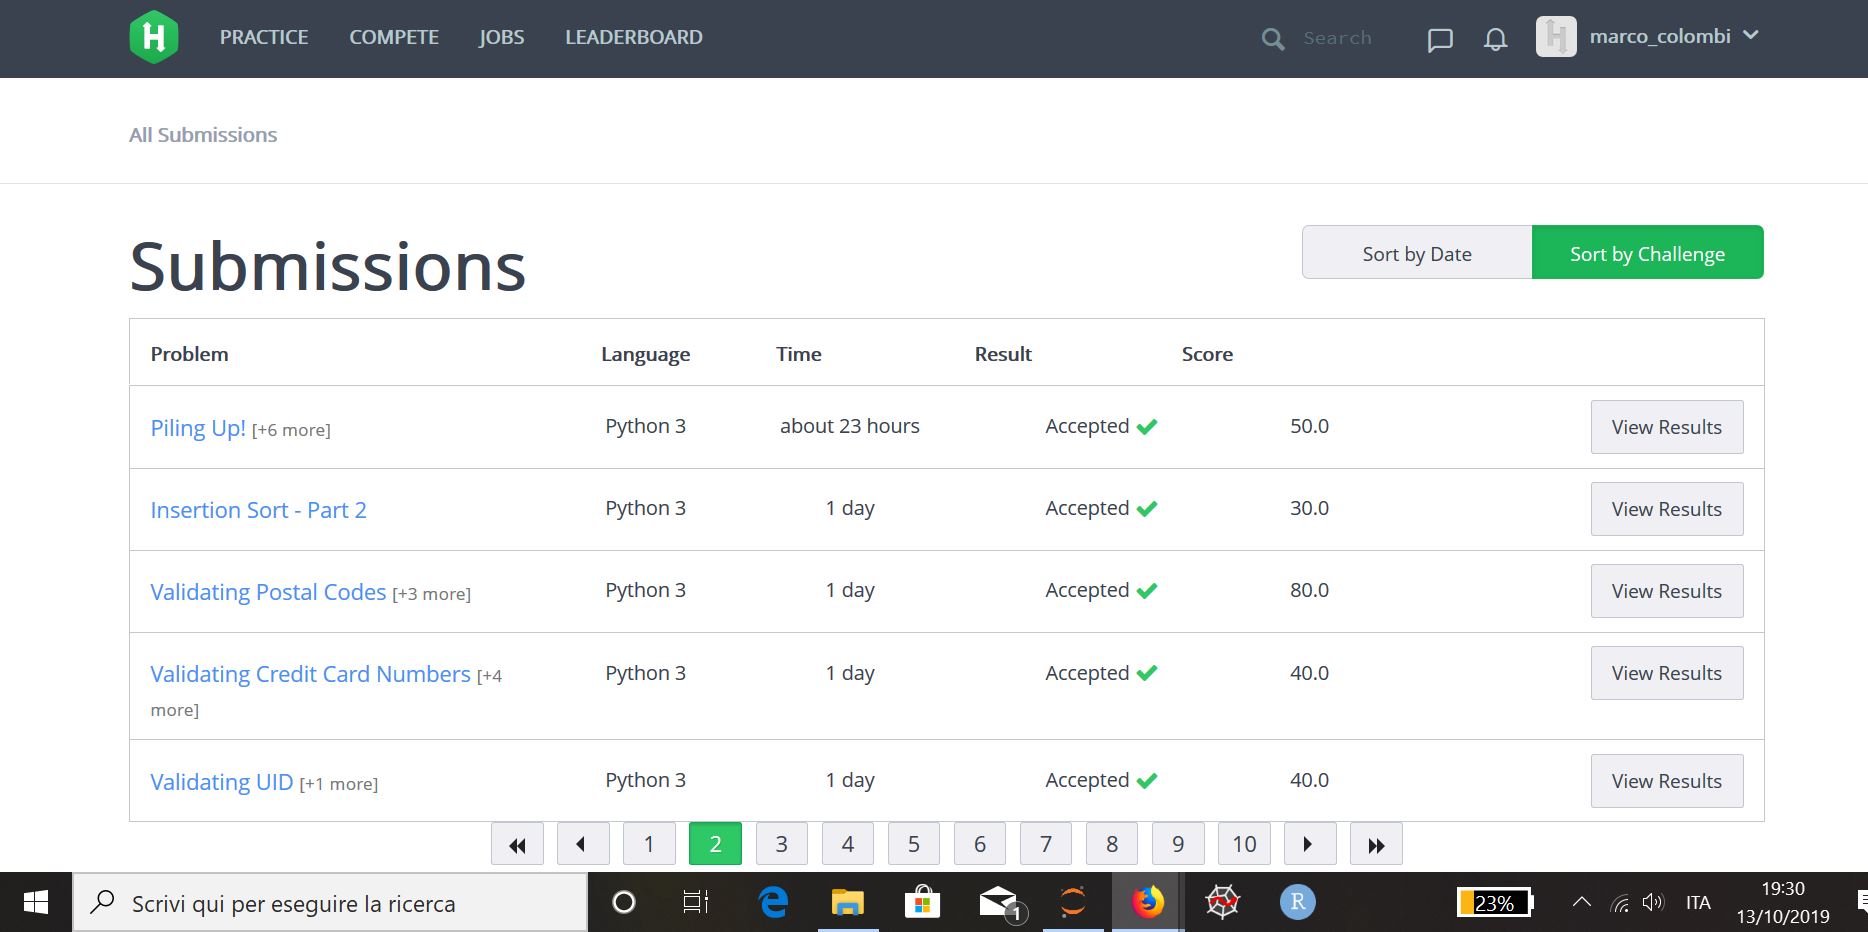 H PRACTICE COMPETE JOBS LEADERBOARD Search marco_colombi
All Submissions
Submissions
Sort by Date Sort by Challenge
Problem Language Time Result Score
Piling Up! [+6 more] Python 3 about 23 hours Accepted 50.0 View Results
Insertion Sort - Part 2 Python 3 1 day Accepted 30.0 View Results
Validating Postal Codes [+3 more] Python 3 1 day Accepted 80.0 View Results
Validating Credit Card Numbers [+4 Python 3 1 day Accepted 40.0 View Results
more]
Validating UID [+1 more] Python 3 1 day Accepted 40.0 View Results
1 2 3 4 5 6 7 8 9 10
Scrivi qui per eseguire la ricerca 1 R 23% ITA 19:30
13/10/2019